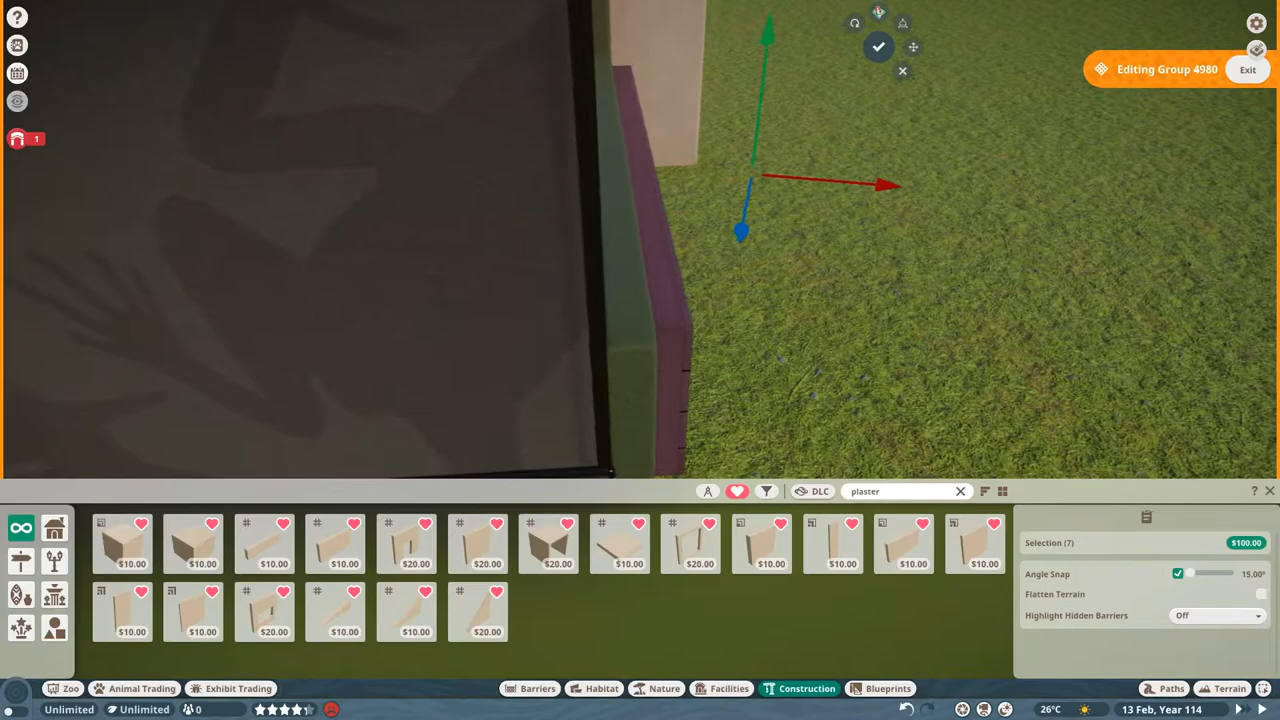 ?
Editing Group 4980
Exit
1
DLC
plaster
?
$10.00
$10.00
$10.00
$10.00
$20.00
$20.00
$20.00
$10.00
$20.00
$10.00
$10.00
$10.00
$10.00
$10.00
$10.00
$20.00
$10.00
$10.00
$20.00
Selection (7)
$100.00
Angle Snap
15.00°
Flatten Terrain
Highlight Hidden Barriers
Off
Zoo
Animal Trading
Exhibit Trading
Barriers
Habitat
Nature
Facilities
Construction
Blueprints
Paths
Terrain
Unlimited
Unlimited
0
26°C
13 Feb, Year 114